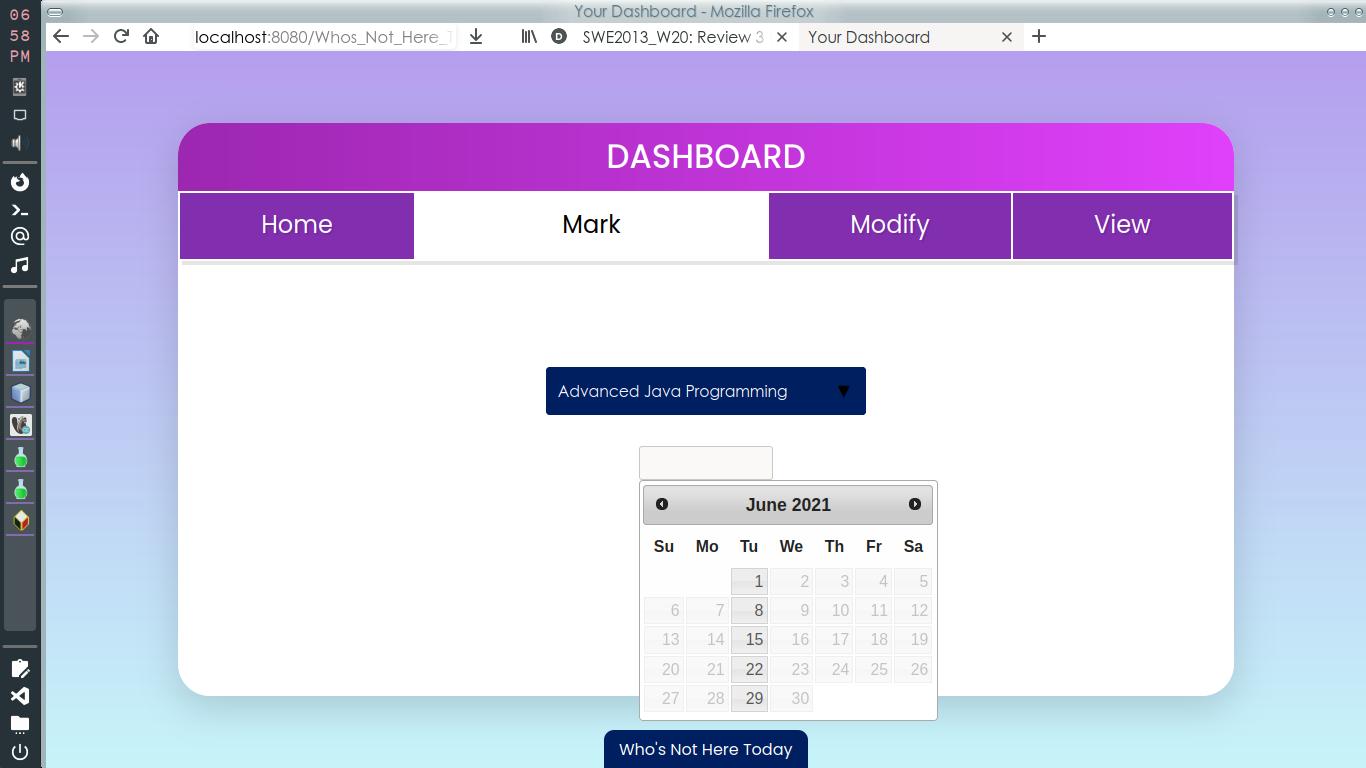 06
58
PM
Your Dashboard - Mozilla Firefox
localhost:8080/Whos_Not_Here_
SWE2013_W20: Review 3
Your Dashboard
DASHBOARD
Home Mark Modify View
Advanced Java Programming
June 2021
Su Mo Tu We Th Fr Sa
1 2 3 4 5
6 7 8 9 10 11 12
13 14 15 16 17 18 19
20 21 22 23 24 25 26
27 28 29 30
Who's Not Here Today